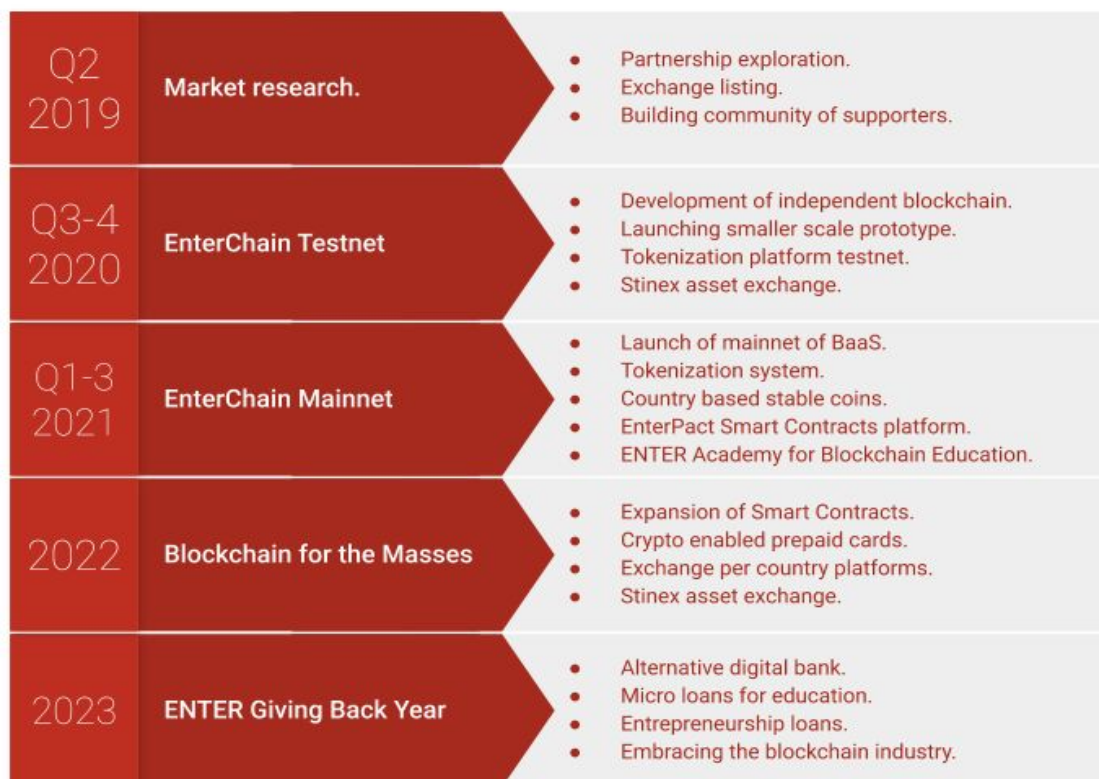 Q2
2019
Market research.
● Partnership exploration.
● Exchange listing.
● Building community of supporters.
Q3-4
2020
EnterChain Testnet
● Development of independent blockchain.
● Launching smaller scale prototype.
● Tokenization platform testnet.
● Stinex asset exchange.
Q1-3
2021
EnterChain Mainnet
● Launch of mainnet of BaaS.
● Tokenization system.
● Country based stable coins.
● EnterPact Smart Contracts platform.
● ENTER Academy for Blockchain Education.
2022
Blockchain for the Masses
● Expansion of Smart Contracts.
● Crypto enabled prepaid cards.
● Exchange per country platforms.
● Stinex asset exchange.
2023
ENTER Giving Back Year
● Alternative digital bank.
● Micro loans for education.
● Entrepreneurship loans.
● Embracing the blockchain industry.